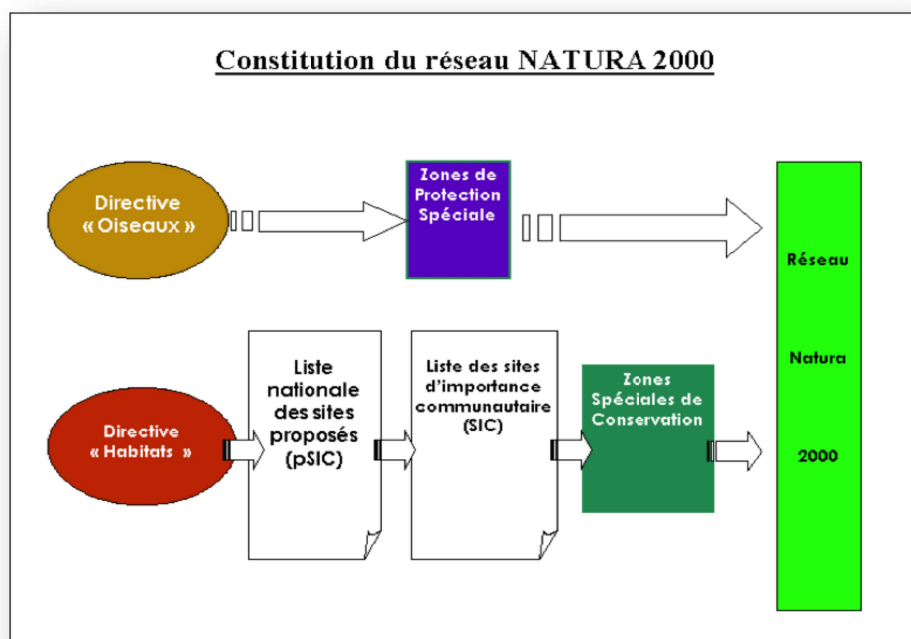 Constitution du réseau NATURA 2000
Directive
« Oiseaux »
Zones de
Protection
Spéciale
Directive
« Habitats »
Liste
nationale
des sites
proposés
(pSIC)
Liste des sites
d'importance
communautaire
(SIC)
Zones
Spéciales de
Conservation
Réseau
Natura
2000